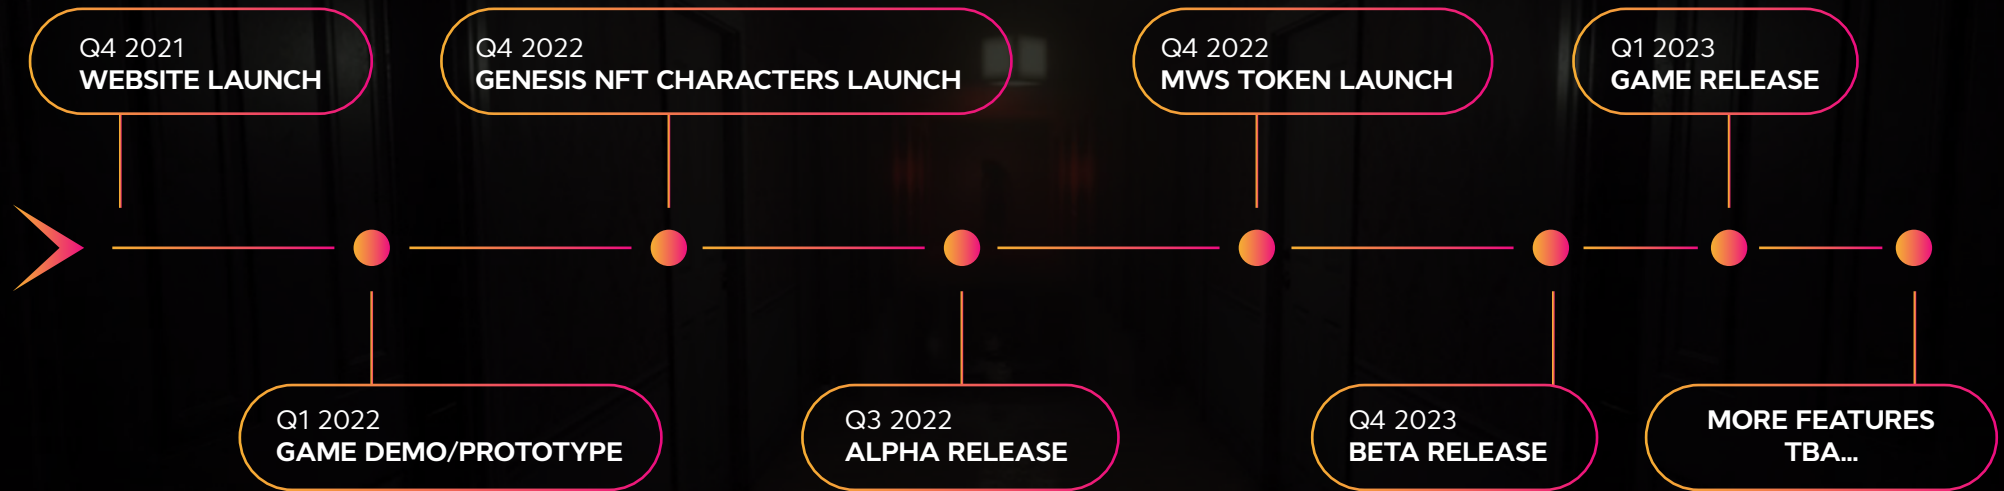 Q4 2021
WEBSITE LAUNCH
Q4 2022
GENESIS NFT CHARACTERS LAUNCH
Q4 2022
MWS TOKEN LAUNCH
Q1 2023
GAME RELEASE
Q1 2022
GAME DEMO/PROTOTYPE
Q3 2022
ALPHA RELEASE
Q4 2023
BETA RELEASE
MORE FEATURES
TBA...